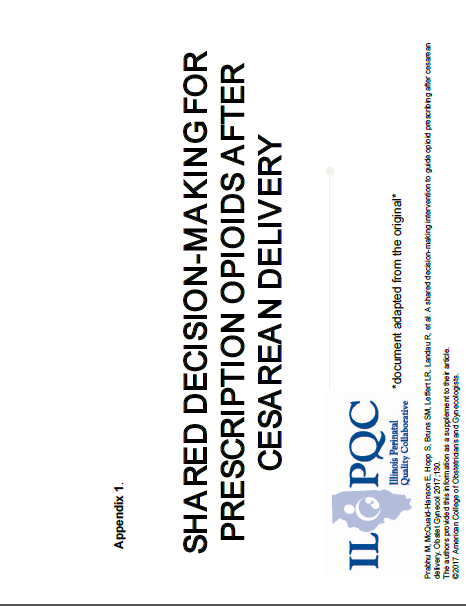 Appendix 1.
SHARED DECISION-MAKING FOR
PRESCRIPTION OPIOIDS AFTER
CESAREAN DELIVERY
IL PQC
Illinois Perinatal
Quality Collaborative
*document adapted from the original*
Prabhu M, McQuaid-Hanson E, Hopp S, Bruns SM, Leffert LR, Landau R, et al. A shared decision-making intervention to guide opioid prescribing after cesarean
delivery. Obstet Gynecol 2017;130.
The authors provided this information as a supplement to their article.
©2017 American College of Obstetricians and Gynecologists.